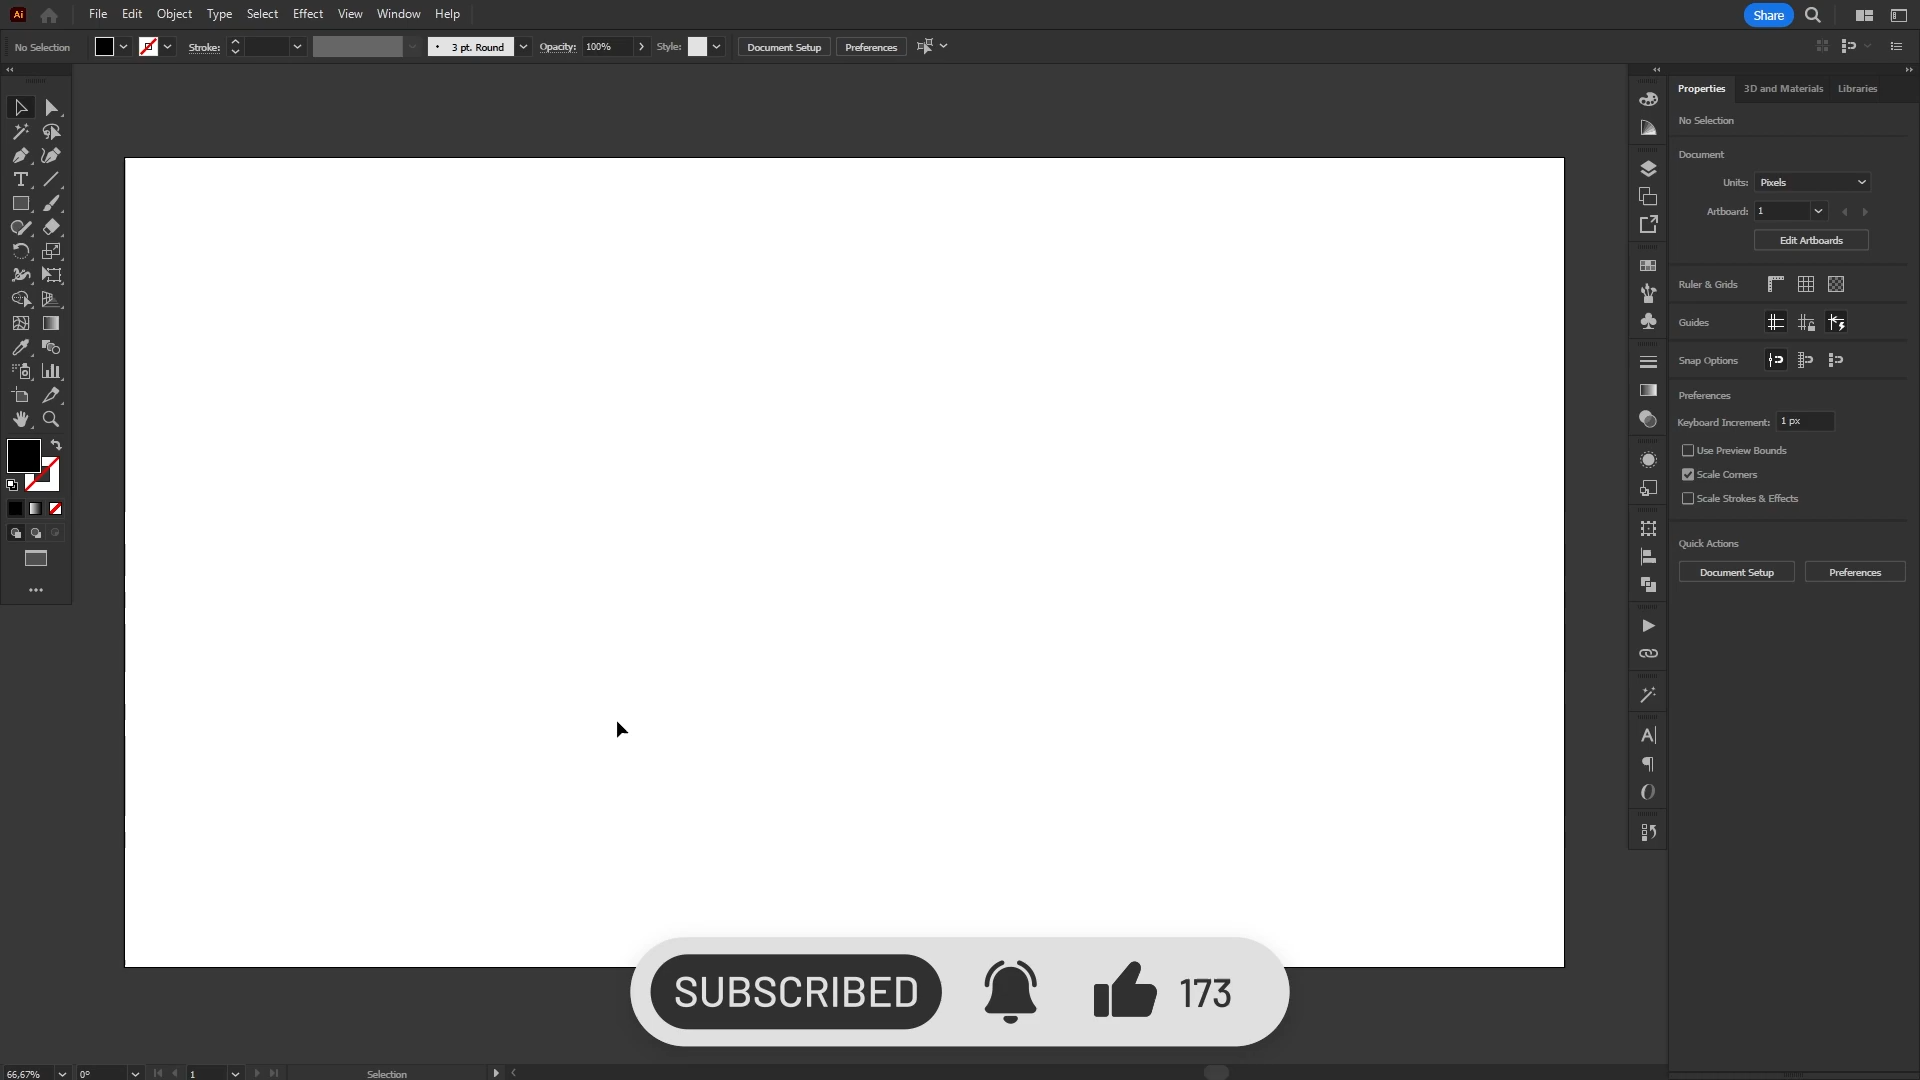 Ai File Edit Object Type Select Effect View Window Help Share
No Selection Stroke: 3 pt. Round Opacity: 100% Style: Document Setup Preferences
Properties 3D and Materials Libraries
No Selection
Document
Units: Pixels
Artboard: 1
Edit Artboards
Ruler & Grids
Guides
Snap Options
Preferences
Keyboard Increment: 1 px
Use Preview Bounds
Scale Corners
Scale Strokes & Effects
Quick Actions
Document Setup Preferences
SUBSCRIBED 173
66,67% 0° 1 Selection